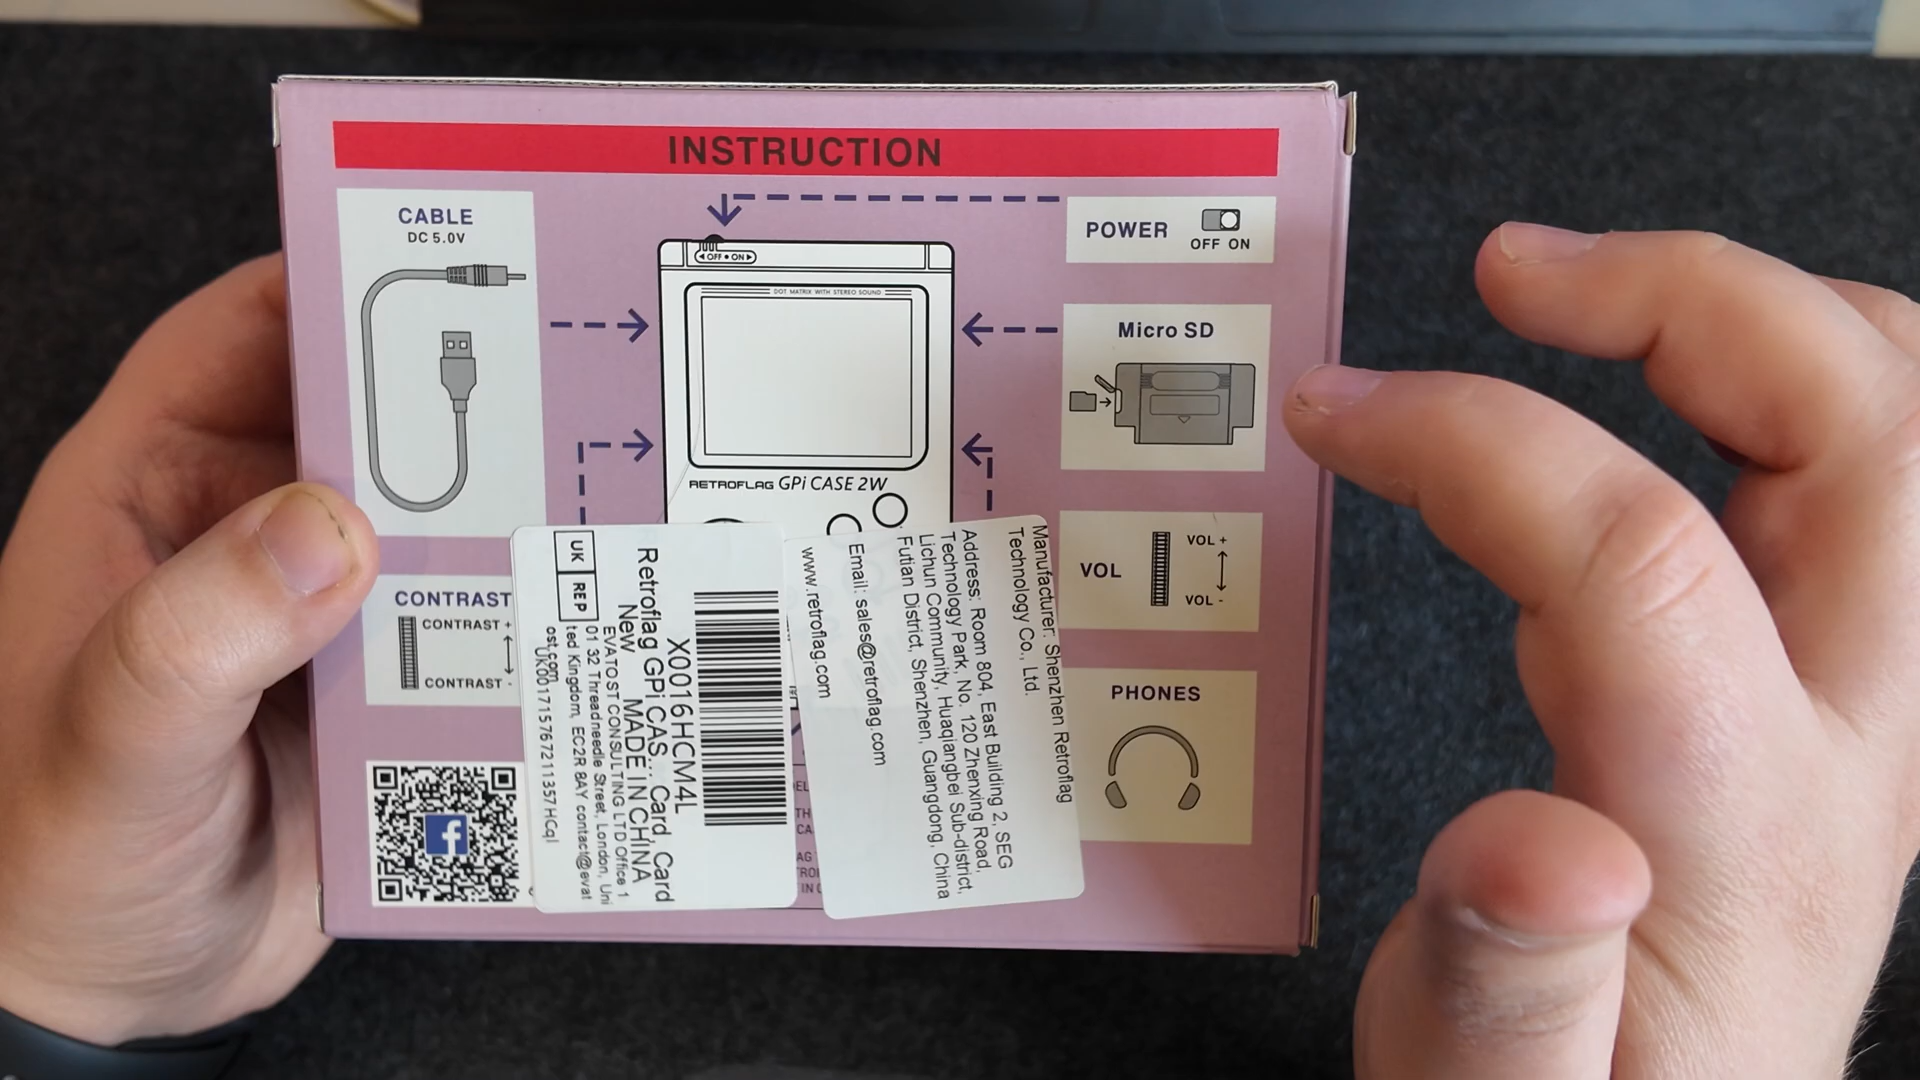 INSTRUCTION
CABLE
DC 5.0V
POWER
OFF ON
◄ OFF • ON ►
DOT MATRIX WITH STEREO SOUND
Micro SD
RETROFLAG GPi CASE 2W
VOL
VOL +
VOL -
CONTRAST
CONTRAST +
CONTRAST -
PHONES
X0016HCM4L
Retroflag GPi CAS... Card, Card
New MADE IN CHINA
UK REP
EVATOST CONSULTING LTD Office 1
01 32 Threadneedle Street, London, Uni
ted Kingdom, EC2R 8AY contact@evat
ost.com
Manufacturer: Shenzhen Retroflag
Technology Co., Ltd.
Address: Room 804, East Building 2, SEG
Technology Park, No. 120 Zhenxing Road,
Lichun Community, Huaqiangbei Sub-district,
Futian District, Shenzhen, Guangdong, China
Email: sales@retroflag.com
www.retroflag.com